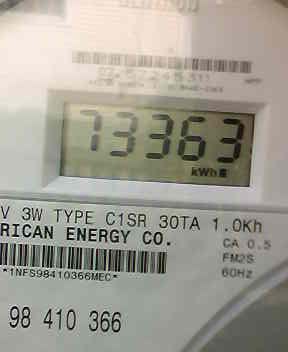 73363
kWh
V 3W TYPE C1SR 30TA 1.0Kh
RICAN ENERGY CO.
CA 0.5
FM2S
60Hz
*1NFS98410366MEC*
98 410 366